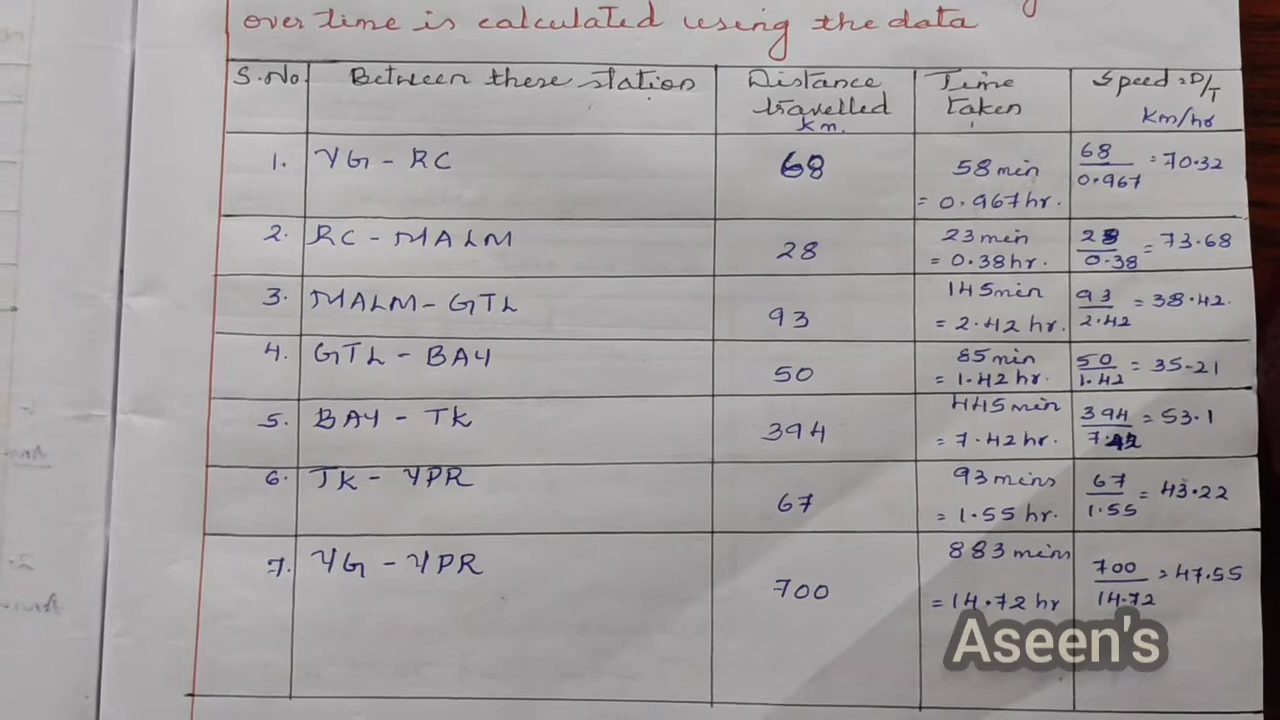 over time is calculated using the data
S.No Between these station Distance travelled km. Time taken Speed = D/T km/hr
1. YG - RC 68 58 min = 0.967 hr. 68/0.967 = 70.32
2. RC - MALM 28 23 min = 0.38 hr. 28/0.38 = 73.68
3. MALM - GTL 93 145 min = 2.42 hr. 93/2.42 = 38.42.
4. GTL - BAY 50 85 min = 1.42 hr. 50/1.42 = 35-21
5. BAY - TK 394 445 min = 7.42 hr. 394/7.42 = 53.1
6. TK - YPR 67 93 mins = 1.55 hr. 67/1.55 = 43.22
7. YG - YPR 700 883 mins = 14.72 hr 700/14.72 = 47.55
Aseen's